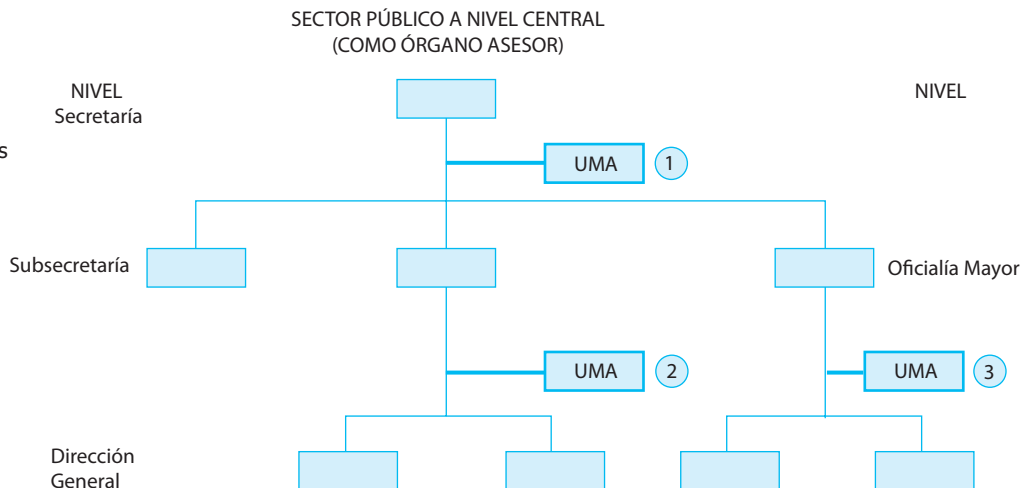 SECTOR PÚBLICO A NIVEL CENTRAL
(COMO ÓRGANO ASESOR)
NIVEL
Secretaría
NIVEL
s
UMA 1
Subsecretaría
Oficialía Mayor
UMA 2
UMA 3
Dirección
General